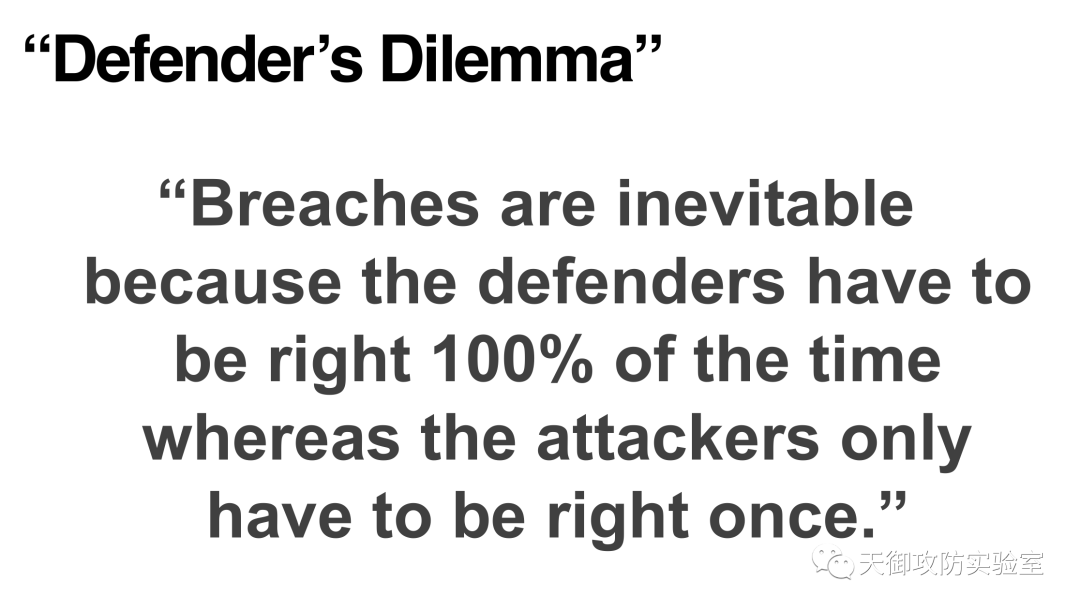 “Defender’s Dilemma”
“Breaches are inevitable
because the defenders have to
be right 100% of the time
whereas the attackers only
have to be right once.”
天御攻防实验室